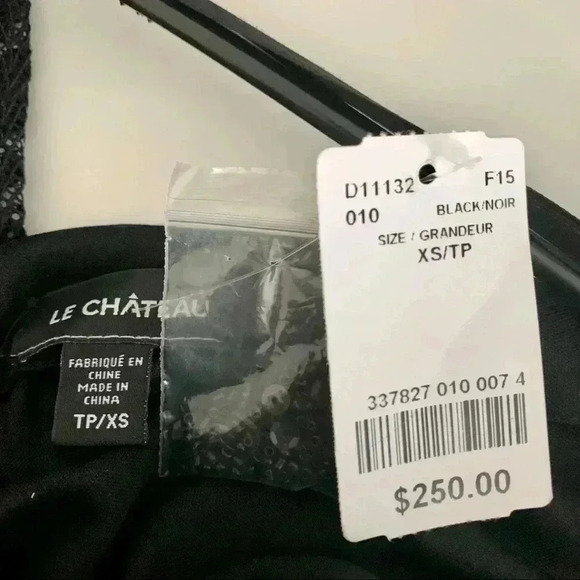 D11132 F15
010 BLACK/NOIR
SIZE / GRANDEUR
XS/TP
337827 010 007 4
$250.00
LE CHÂTEAU
FABRIQUÉ EN
CHINE
MADE IN
CHINA
TP/XS